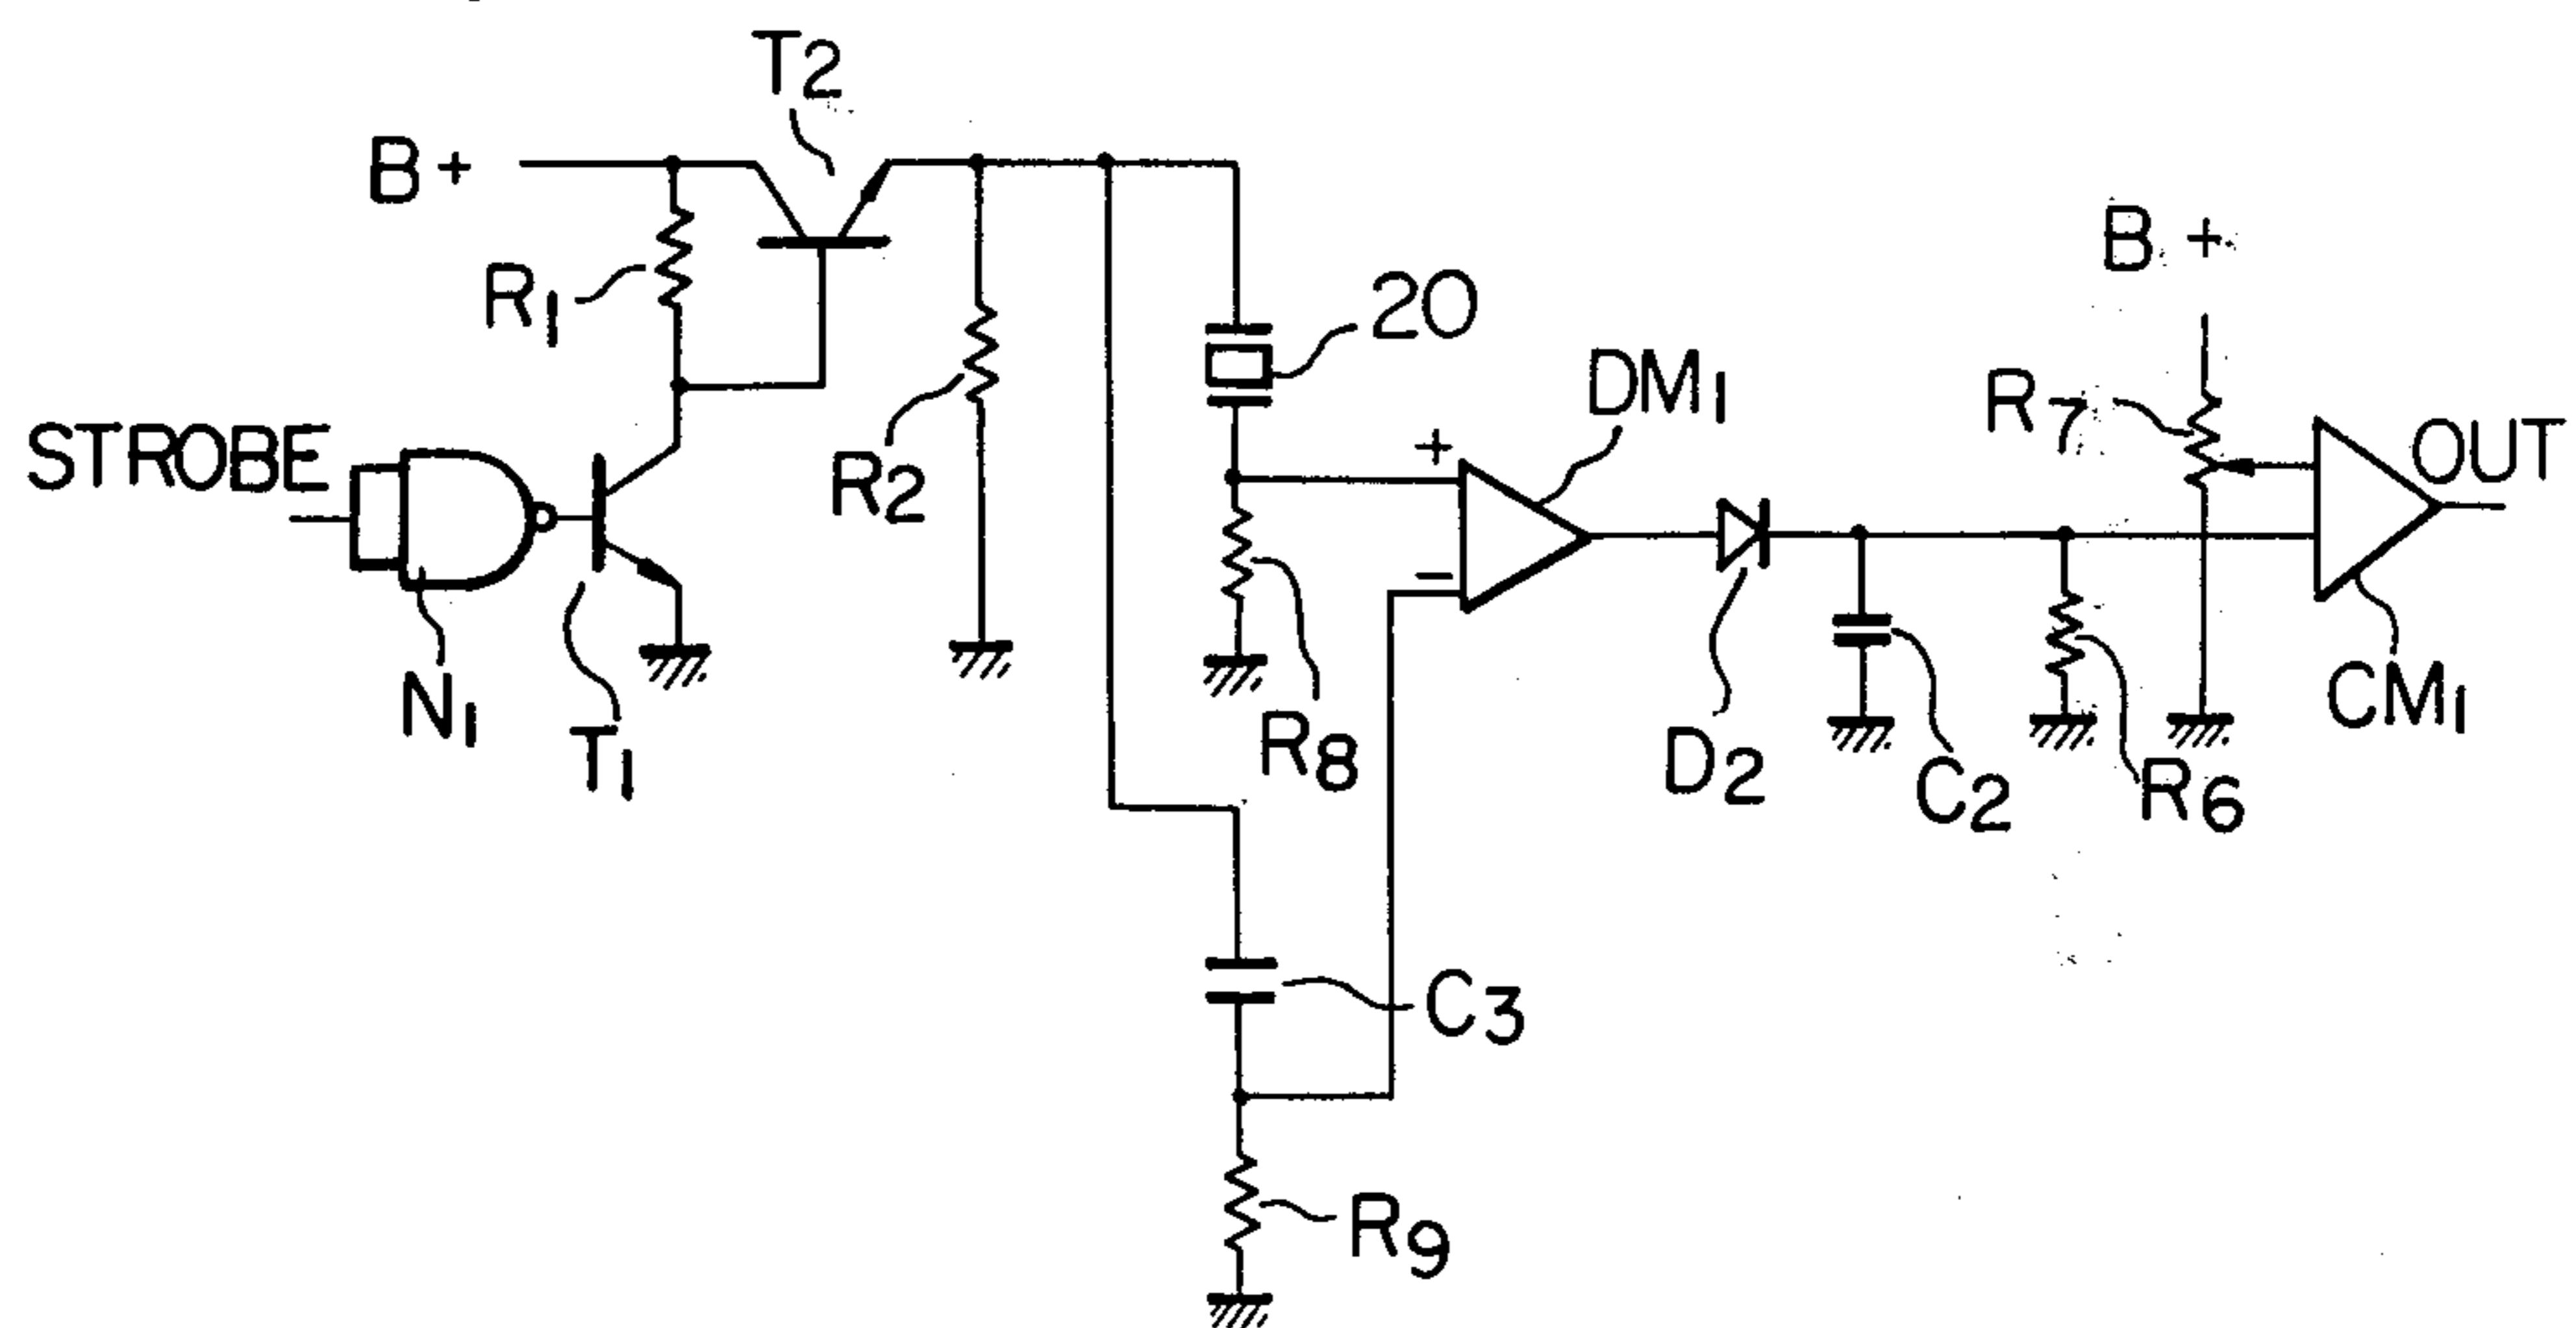 T2
B+
B+
R1
20
DM1
R7
STROBE
+
OUT
R2
−
N1
T1
R8
D2
C2
R6
CM1
C3
R9